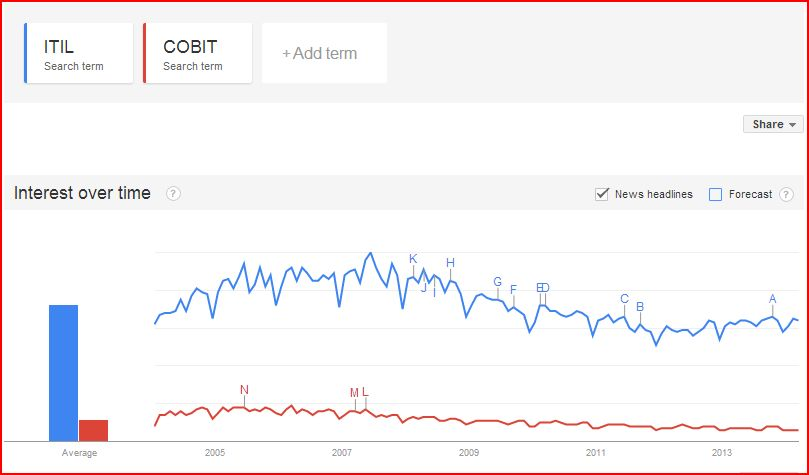 ITIL
Search term
COBIT
Search term
+ Add term
Share
Interest over time
?
News headlines
Forecast
?
K
J
I
H
G
F
E
D
C
B
A
N
M
L
Average
2005
2007
2009
2011
2013